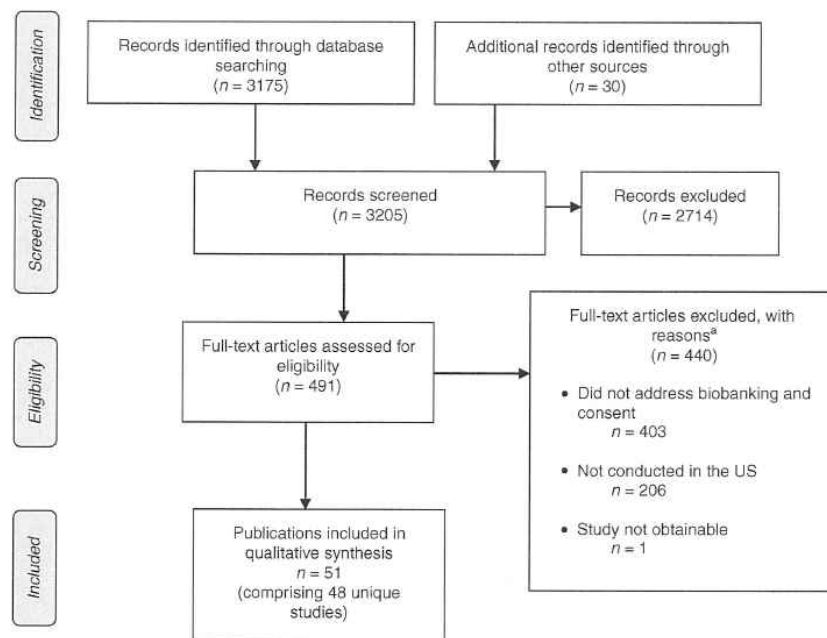 Identification
Records identified through database
searching
(n = 3175)
Additional records identified through
other sources
(n = 30)
Screening
Records screened
(n = 3205)
Records excluded
(n = 2714)
Eligibility
Full-text articles assessed for
eligibility
(n = 491)
Full-text articles excluded, with
reasonsᵃ
(n = 440)
• Did not address biobanking and
consent
n = 403
• Not conducted in the US
n = 206
• Study not obtainable
n = 1
Included
Publications included in
qualitative synthesis
n = 51
(comprising 48 unique
studies)